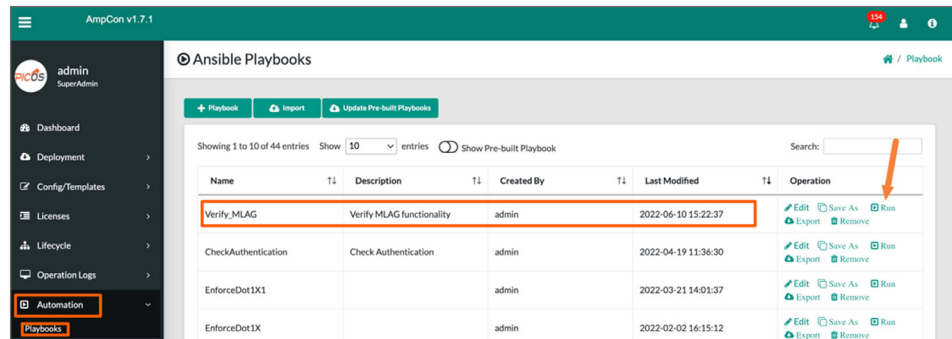 AmpCon v1.7.1
154
PICOS
admin
SuperAdmin
Dashboard
Deployment
Config/Templates
Licenses
Lifecycle
Operation Logs
Automation
Playbooks
Ansible Playbooks
/ Playbook
+ Playbook Import Update Pre-built Playbooks
Showing 1 to 10 of 44 entries Show 10 entries Show Pre-built Playbook Search:
Name Description Created By Last Modified Operation
Verify_MLAG Verify MLAG functionality admin 2022-06-10 15:22:37 Edit Save As Run
Export Remove
CheckAuthentication Check Authentication admin 2022-04-19 11:36:30 Edit Save As Run
Export Remove
EnforceDot1X1 admin 2022-03-21 14:01:37 Edit Save As Run
Export Remove
EnforceDot1X admin 2022-02-02 16:15:12 Edit Save As Run
Export Remove